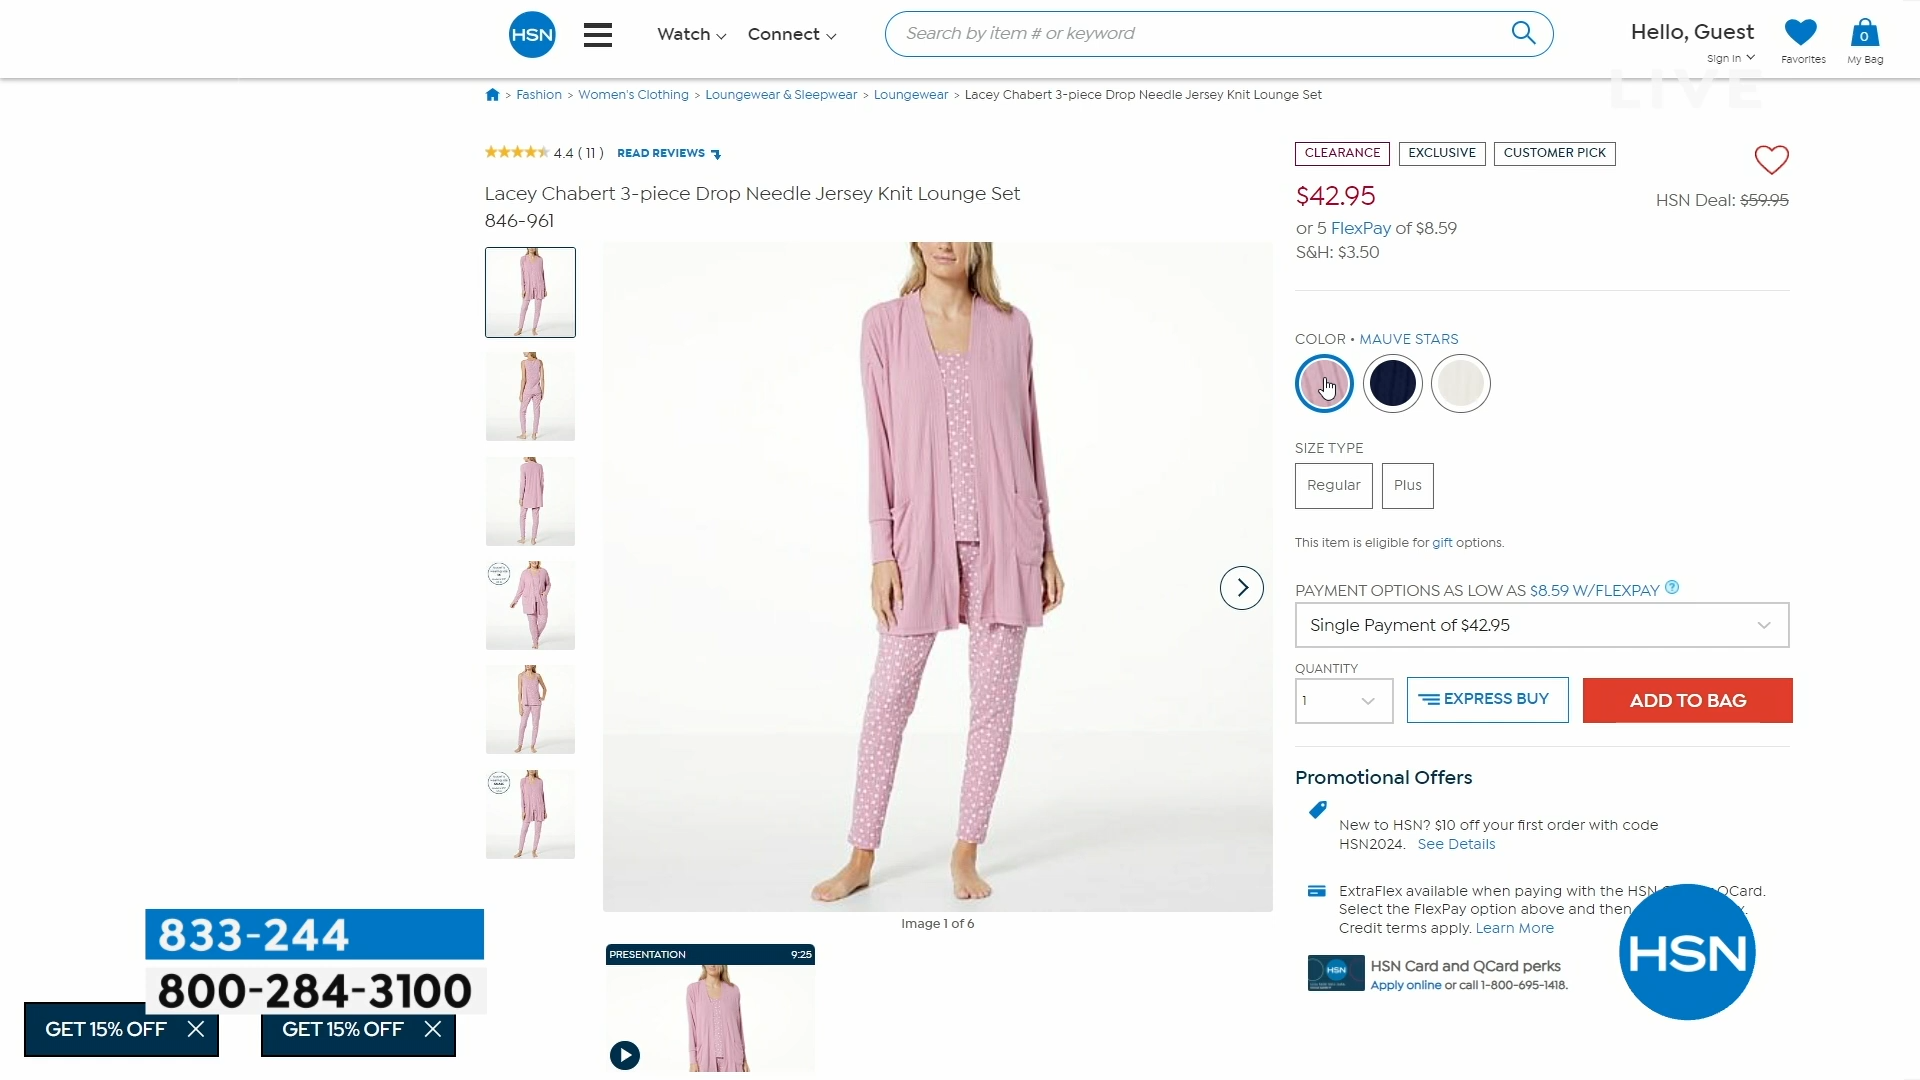 HSN
Watch
Connect
Search by item # or keyword
Hello, Guest
Sign In
Favorites
0
My Bag
LIVE
> Fashion > Women's Clothing > Loungewear & Sleepwear > Loungewear > Lacey Chabert 3-piece Drop Needle Jersey Knit Lounge Set
4.4 ( 11 ) READ REVIEWS
Lacey Chabert 3-piece Drop Needle Jersey Knit Lounge Set
846-961
Image 1 of 6
PRESENTATION 9:25
CLEARANCE
EXCLUSIVE
CUSTOMER PICK
$42.95
HSN Deal: $59.95
or 5 FlexPay of $8.59
S&H: $3.50
COLOR • MAUVE STARS
SIZE TYPE
Regular
Plus
This item is eligible for gift options.
PAYMENT OPTIONS AS LOW AS $8.59 W/FLEXPAY ?
Single Payment of $42.95
QUANTITY
1
EXPRESS BUY
ADD TO BAG
Promotional Offers
New to HSN? $10 off your first order with code
HSN2024. See Details
ExtraFlex available when paying with the HSN QCard.
Select the FlexPay option above and then
Credit terms apply. Learn More
HSN
HSN Card and QCard perks
Apply online or call 1-800-695-1418.
HSN
833-244
800-284-3100
GET 15% OFF
GET 15% OFF